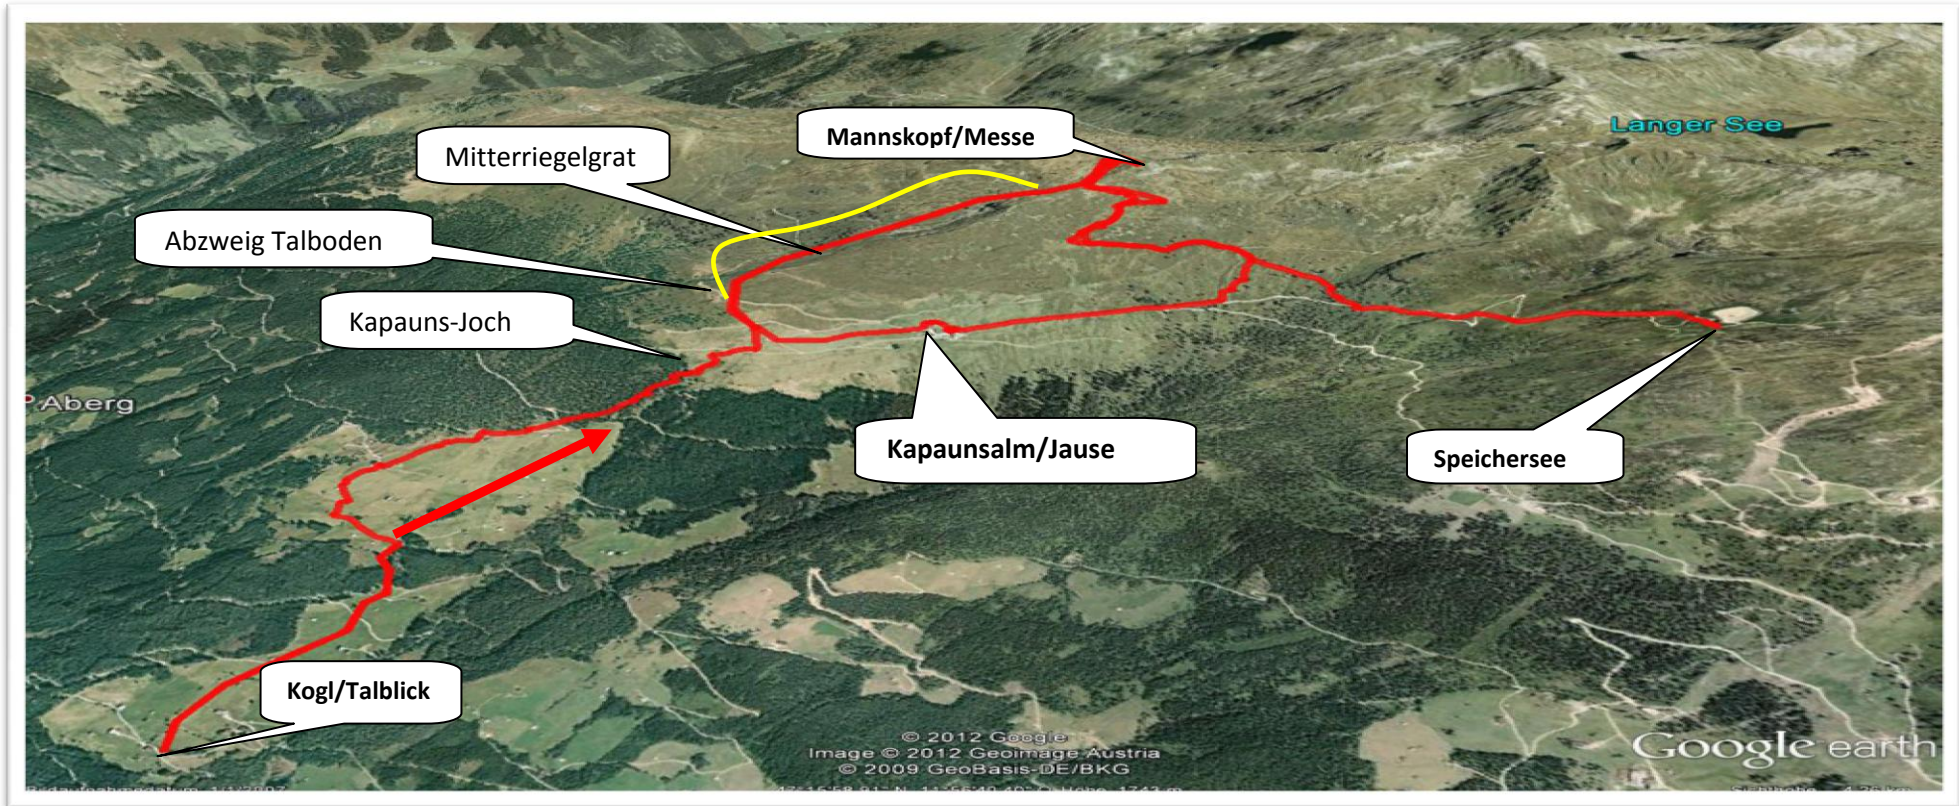 Mannskopf/Messe
Langer See
Mitterriegelgrat
Abzweig Talboden
Kapauns-Joch
Aberg
Kapaunsalm/Jause
Speichersee
Kogl/Talblick
© 2012 Google
Image © 2012 Geoimage Austria
© 2009 GeoBasis-DE/BKG
Google earth